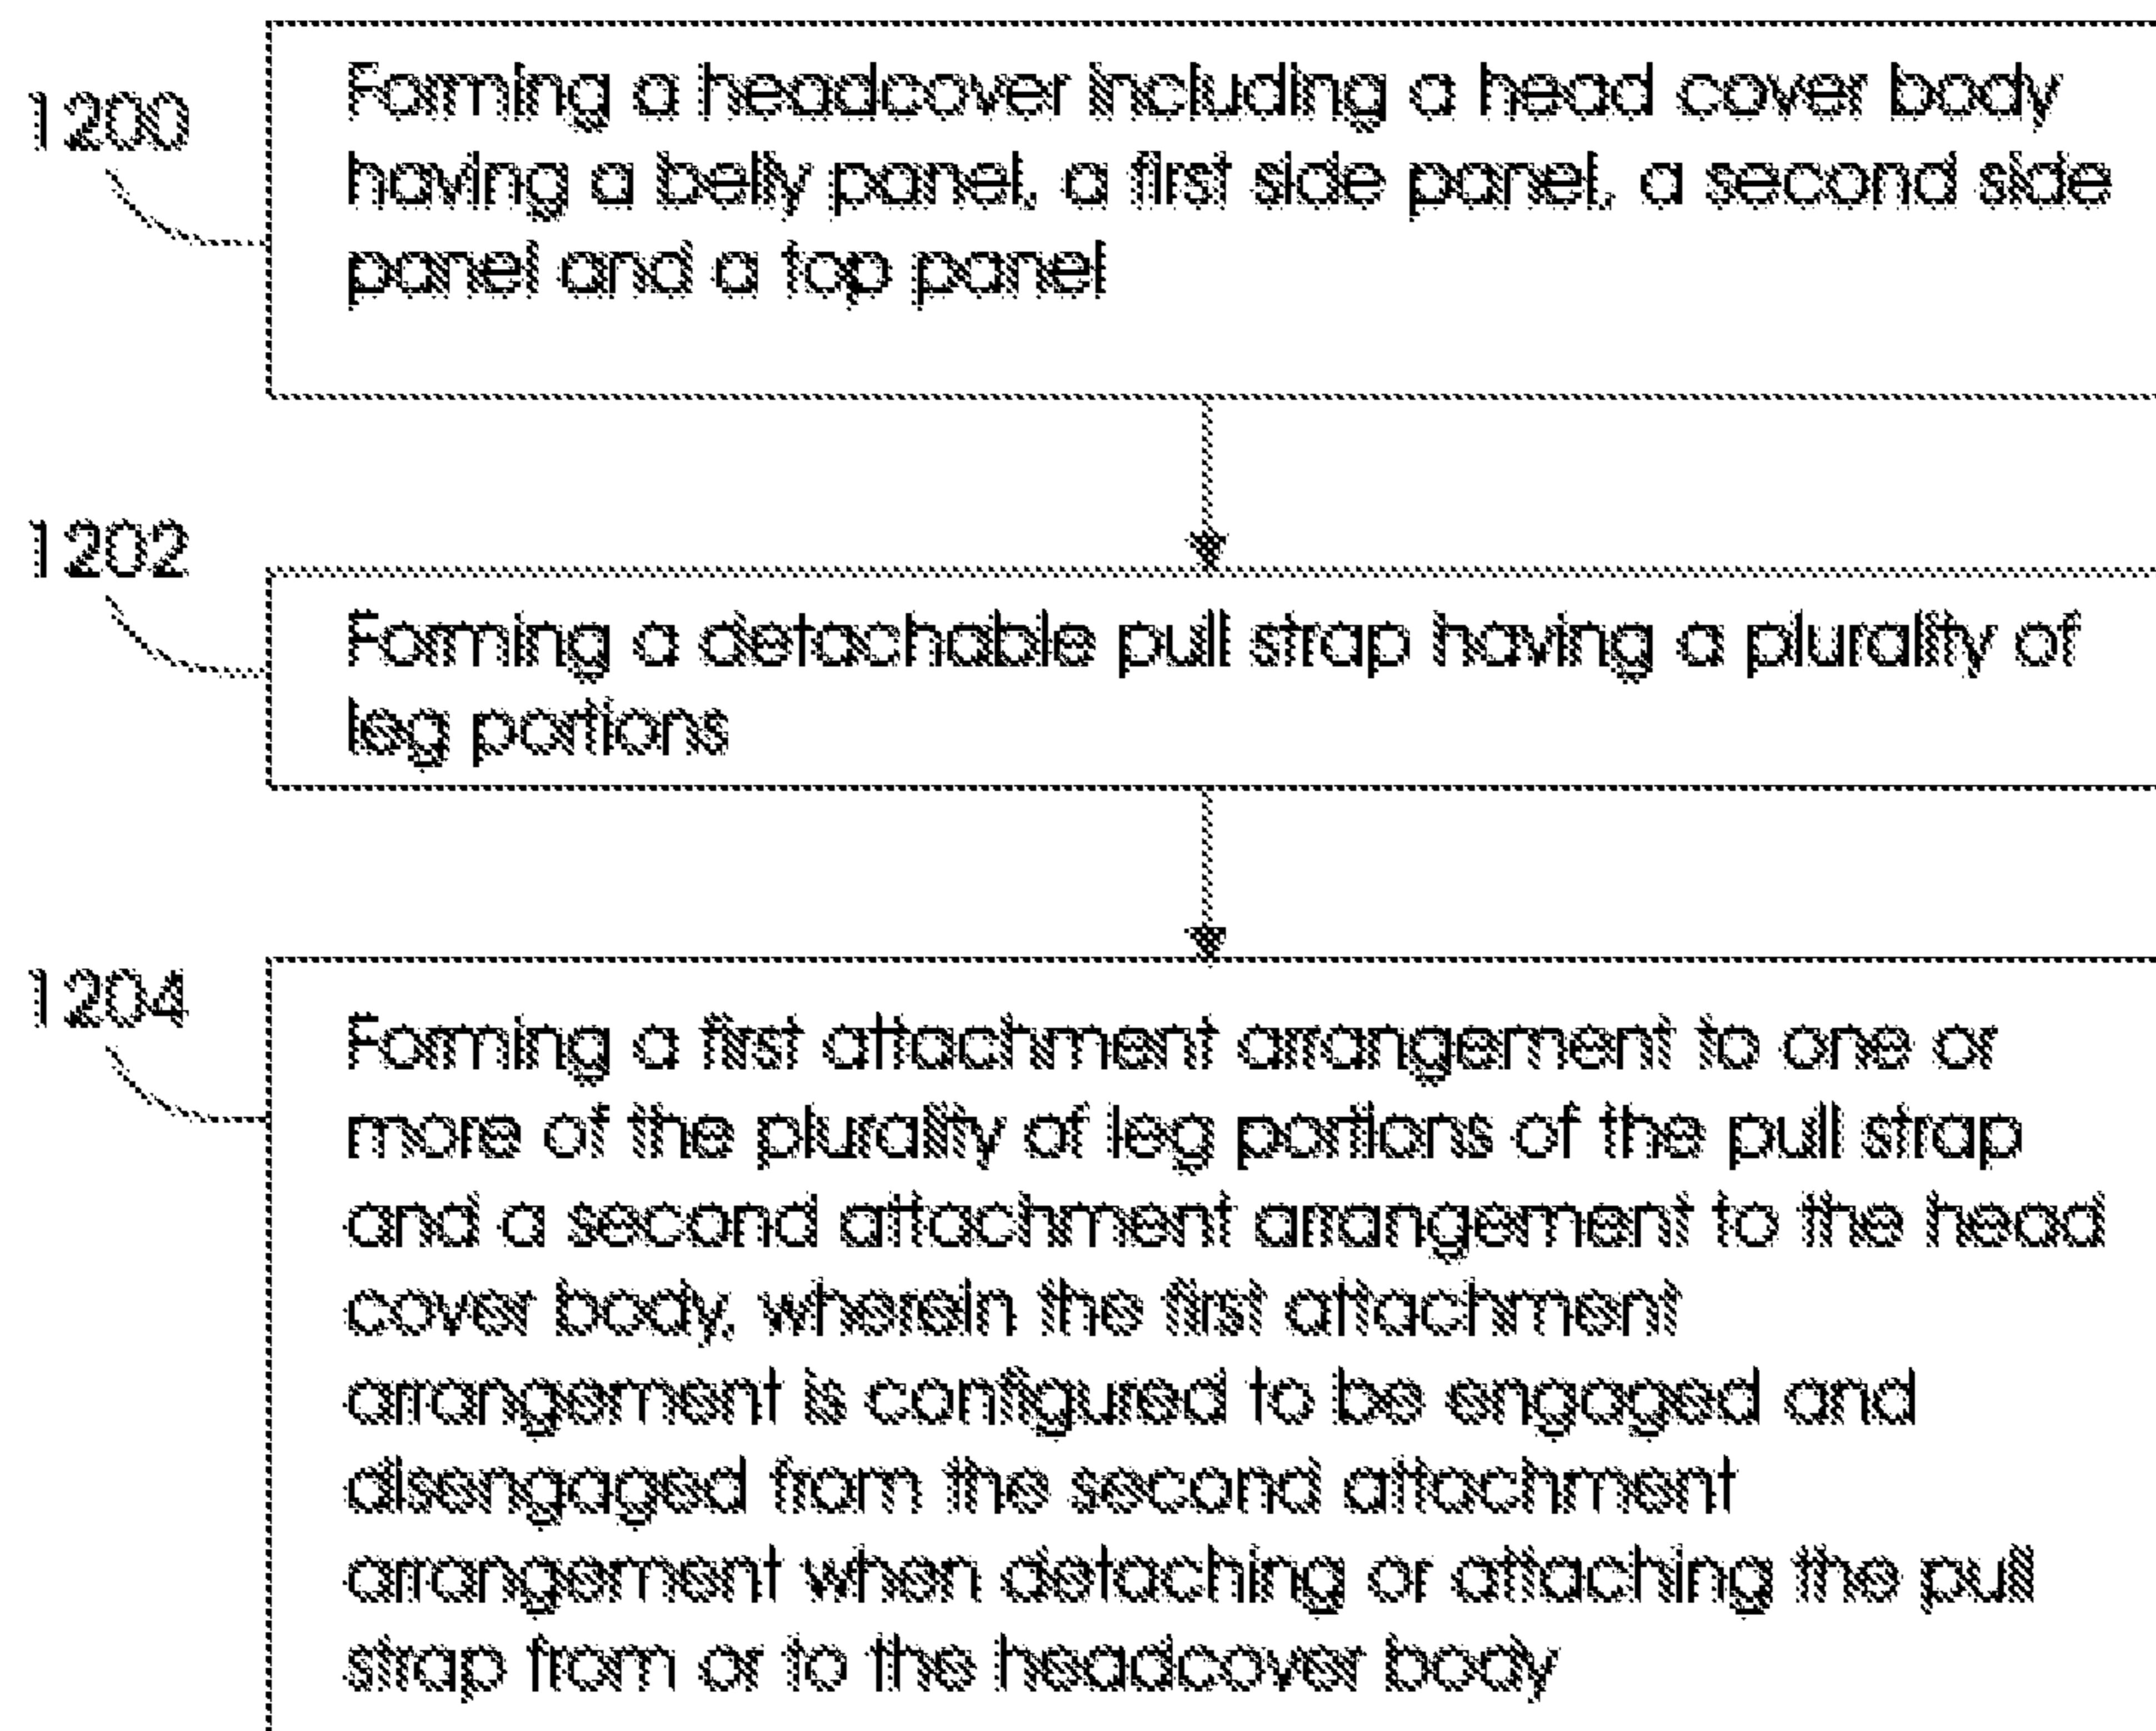 1200
Forming a headcover including a head cover body
having a belly panel, a first side panel, a second side
panel and a top panel
1202
Forming a detachable pull strap having a plurality of
leg portions
1204
Forming a first attachment arrangement to one or
more of the plurality of leg portions of the pull strap
and a second attachment arrangement to the head
cover body, wherein the first attachment
arrangement is configured to be engaged and
disengaged from the second attachment
arrangement when detaching or attaching the pull
strap from or to the headcover body